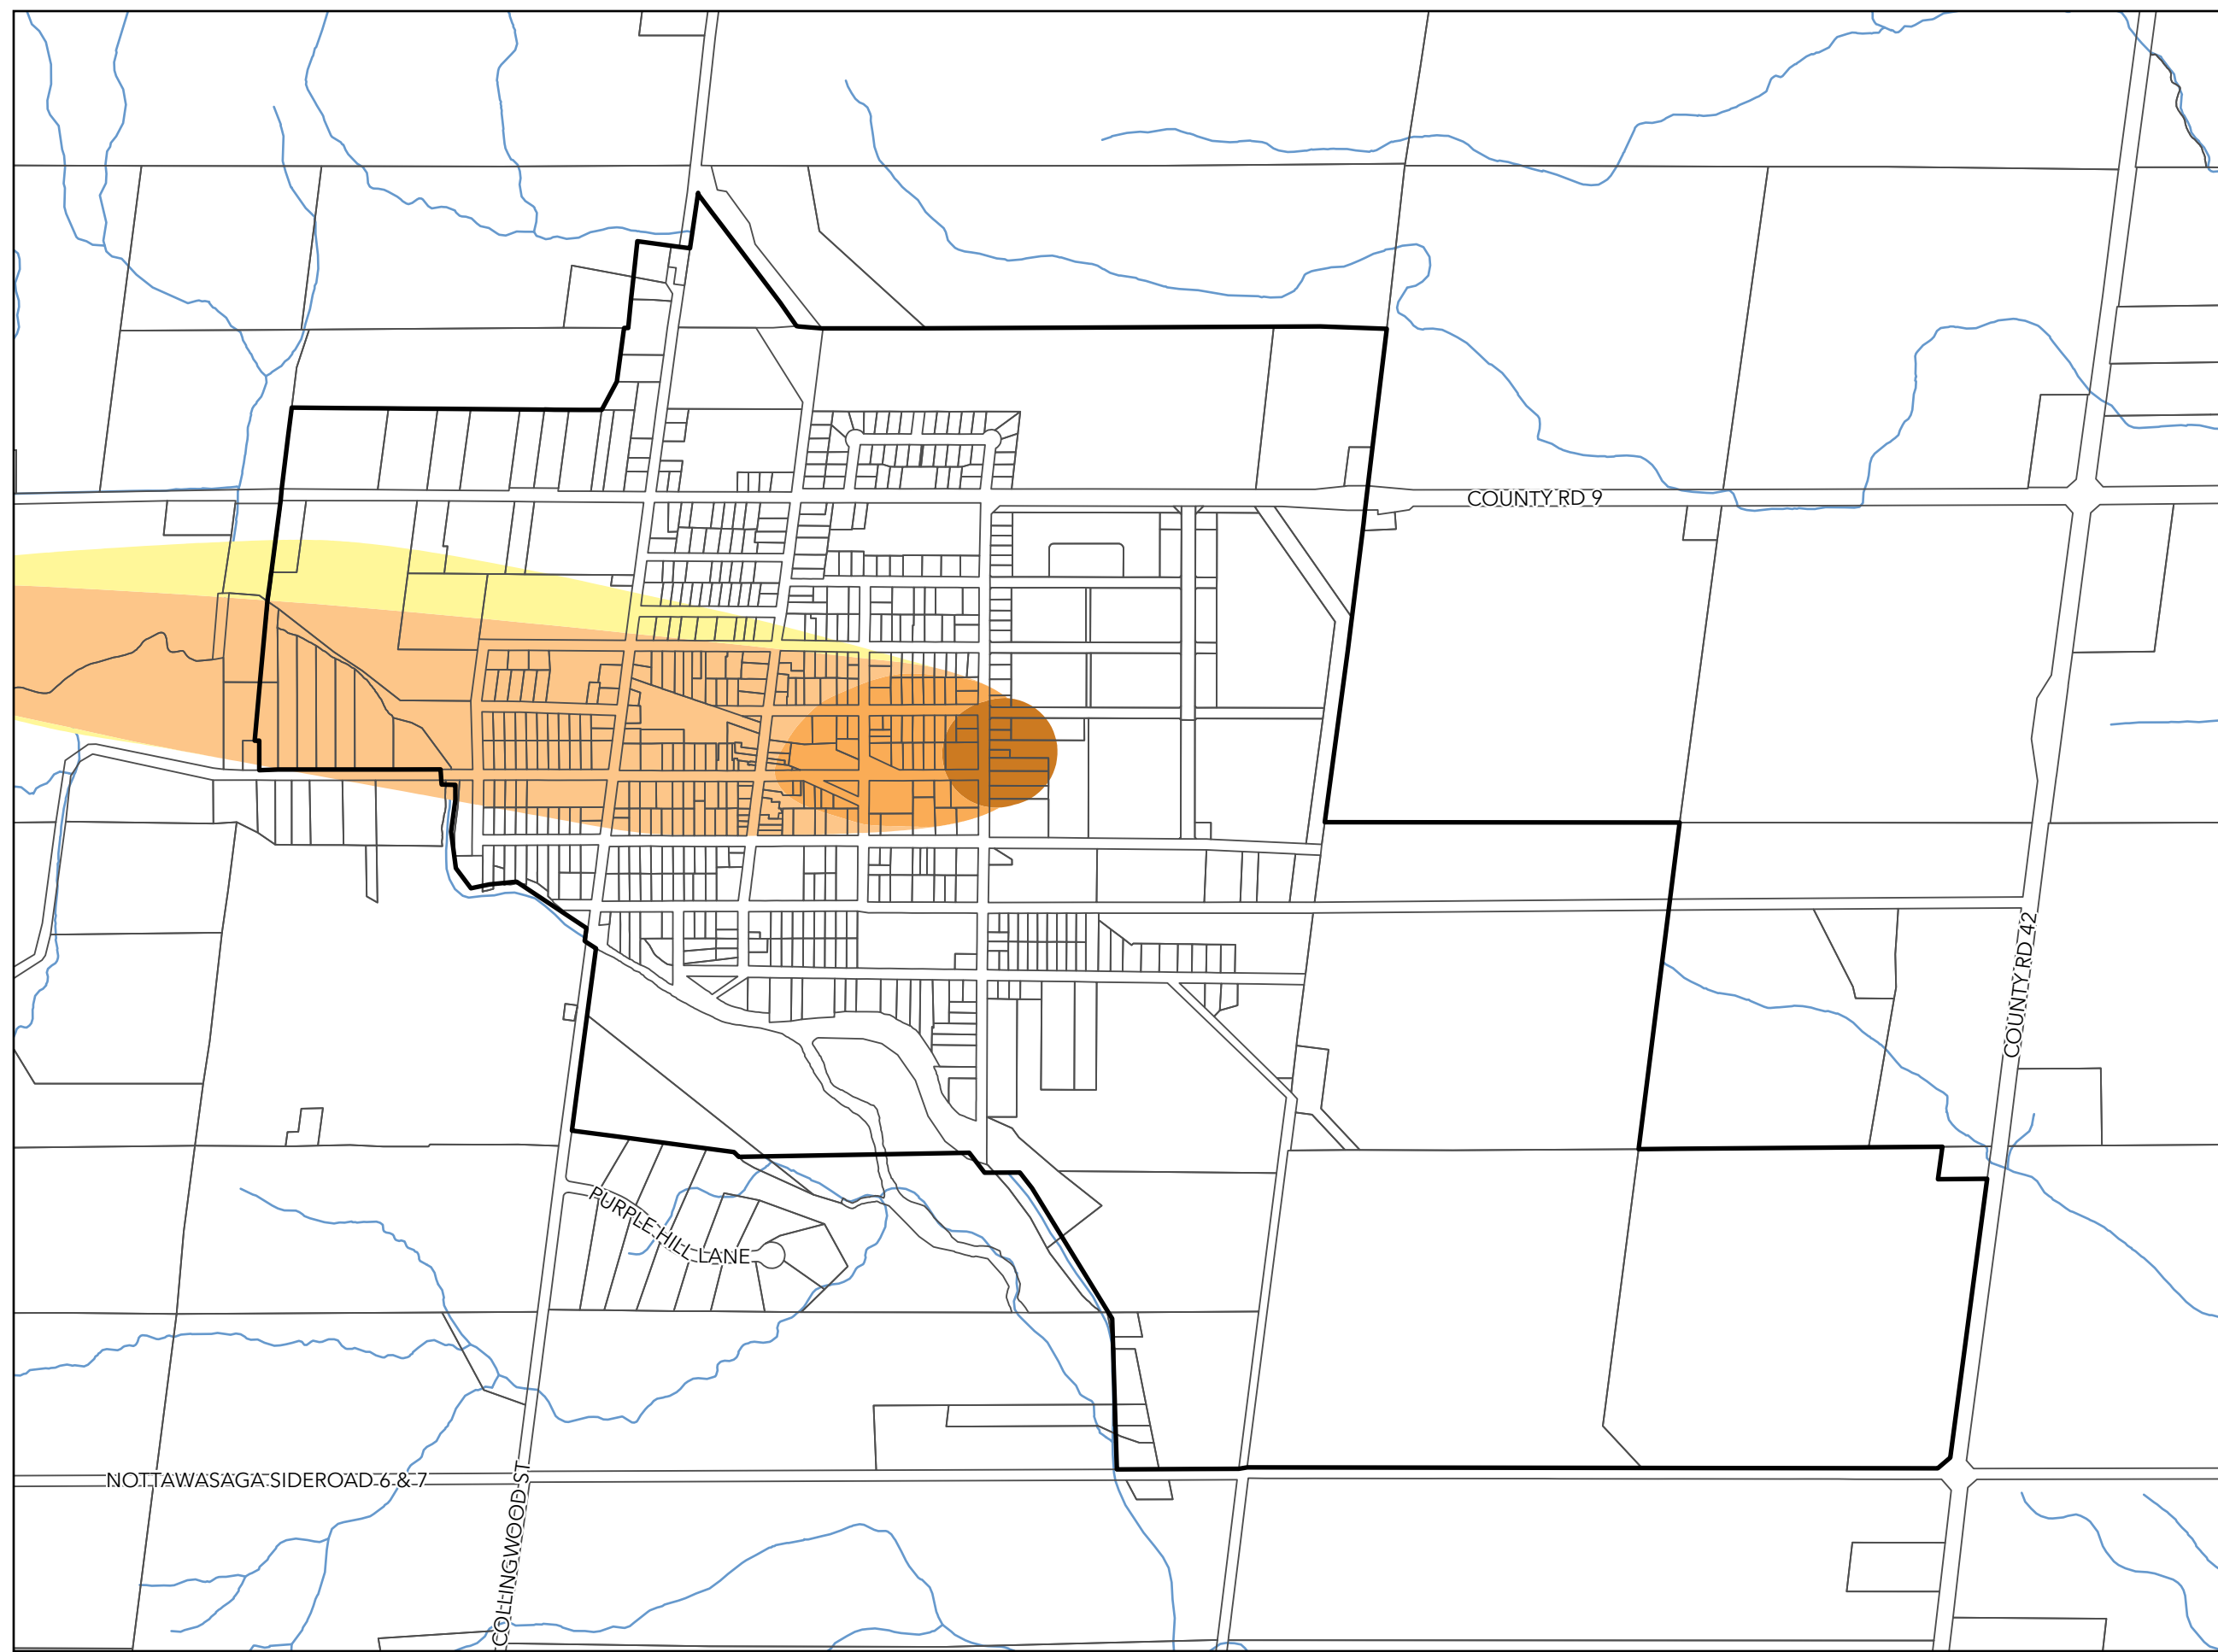 COUNTY RD 9
COUNTY RD 42
PURPLE HILL LANE
NOTTAWASAGA SIDEROAD 6 & 7
COLLINGWOOD ST